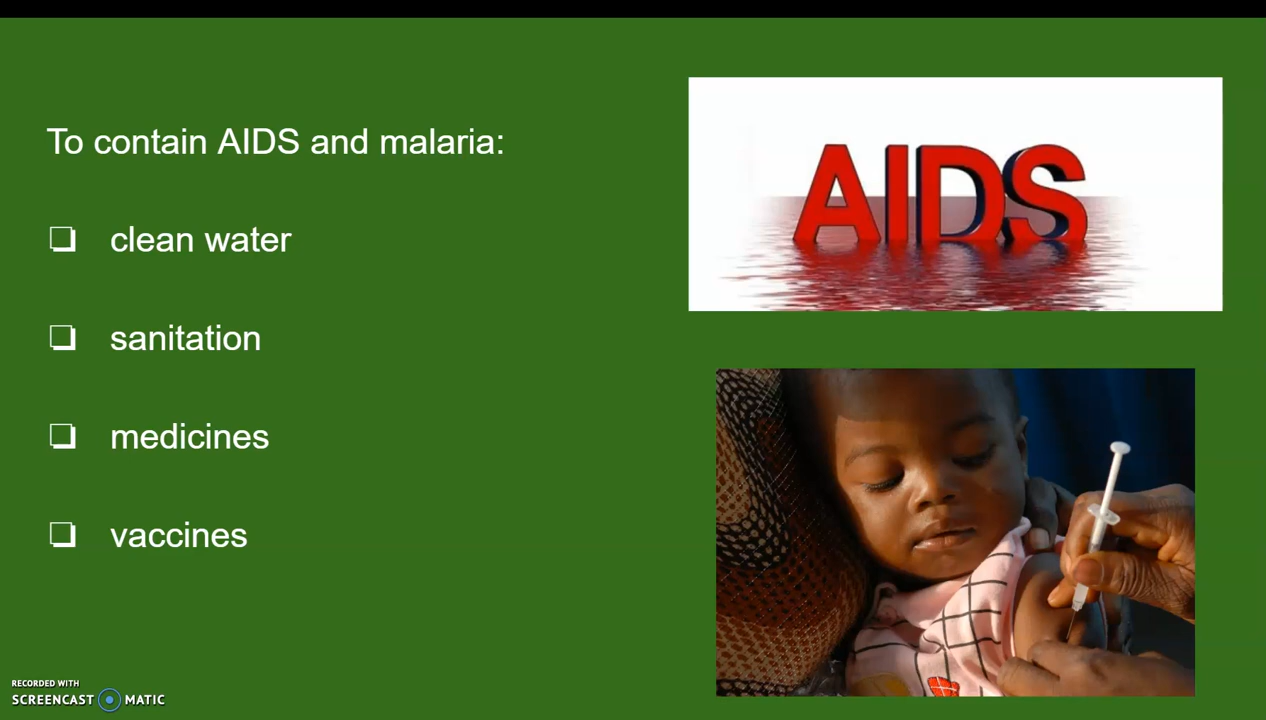 To contain AIDS and malaria:
❏ clean water
❏ sanitation
❏ medicines
❏ vaccines
AIDS
RECORDED WITH
SCREENCAST MATIC